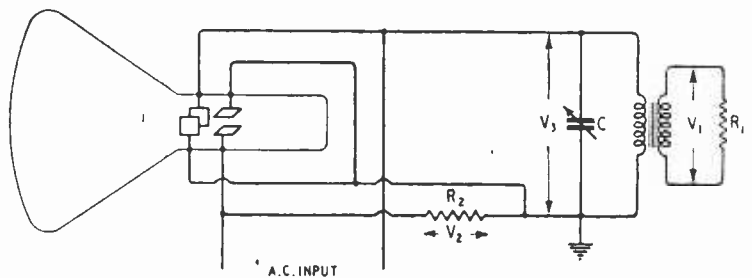 V₃
C
V₁
R₁
R₂
V₂
A.C. INPUT